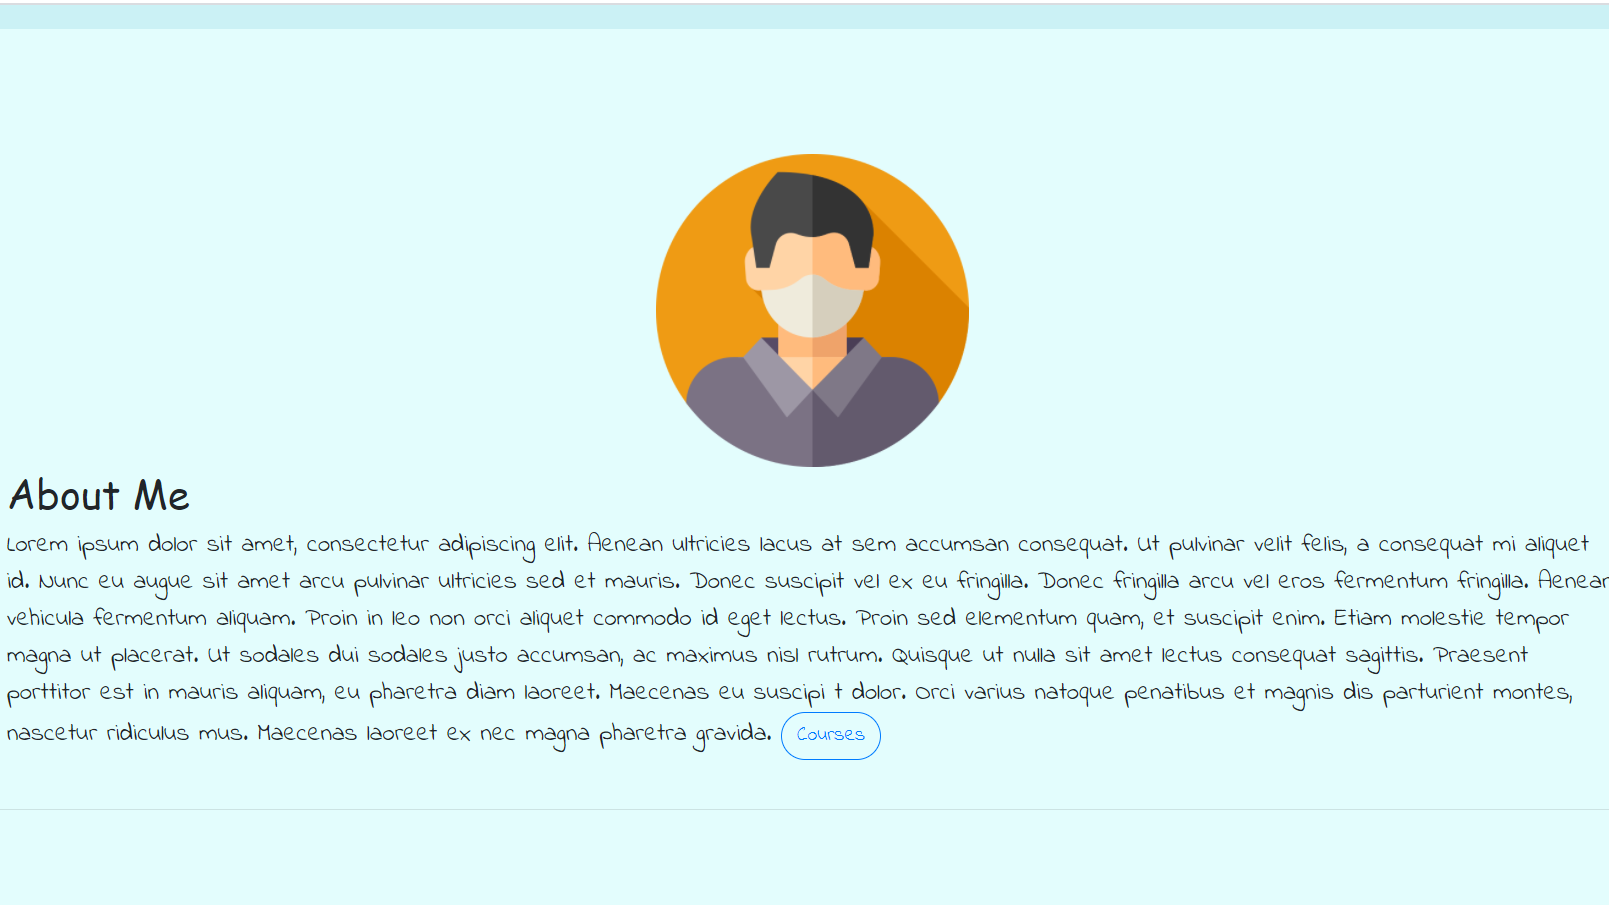 About Me
Lorem ipsum dolor sit amet, consectetur adipiscing elit. Aenean ultricies lacus at sem accumsan consequat. Ut pulvinar velit felis, a consequat mi aliquet
id. Nunc eu augue sit amet arcu pulvinar ultricies sed et mauris. Donec suscipit vel ex eu fringilla. Donec fringilla arcu vel eros fermentum fringilla. Aenean
vehicula fermentum aliquam. Proin in leo non orci aliquet commodo id eget lectus. Proin sed elementum quam, et suscipit enim. Etiam molestie tempor
magna ut placerat. Ut sodales dui sodales justo accumsan, ac maximus nisl rutrum. Quisque ut nulla sit amet lectus consequat sagittis. Praesent
porttitor est in mauris aliquam, eu pharetra diam laoreet. Maecenas eu suscipi t dolor. Orci varius natoque penatibus et magnis dis parturient montes,
nascetur ridiculus mus. Maecenas laoreet ex nec magna pharetra gravida. Courses